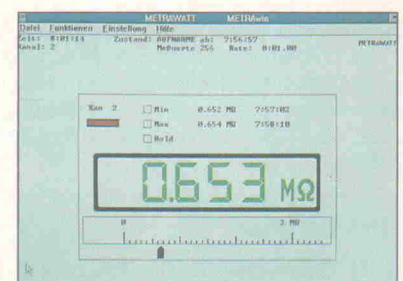 METRAWATT METRAwin
Datei Funktionen Einstellung Hilfe
Zeit: 0:01:14 Zustand: AUFNAHME ab: 7:56:57
Kanal: 2 Meßwerte 256 Rate: 0:01.00
METRAWATT
Kan 2
Min 0.652 MΩ 7:57:02
Max 0.654 MΩ 7:58:10
Hold
0.653 MΩ
0 3 MΩ